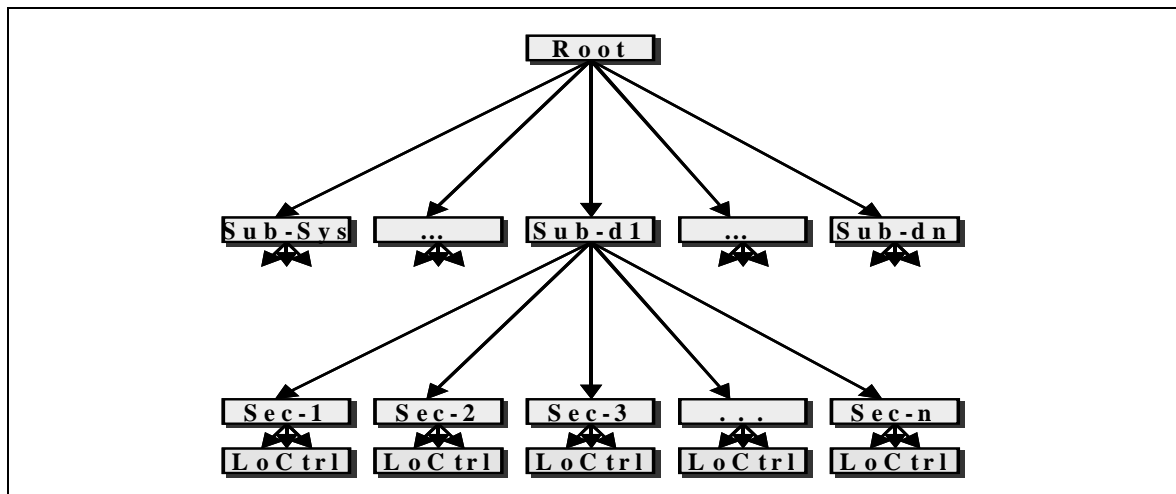 Root
Sub-Sys ... Sub-d1 ... Sub-dn
Sec-1 Sec-2 Sec-3 . . . Sec-n
LoCtrl LoCtrl LoCtrl LoCtrl LoCtrl